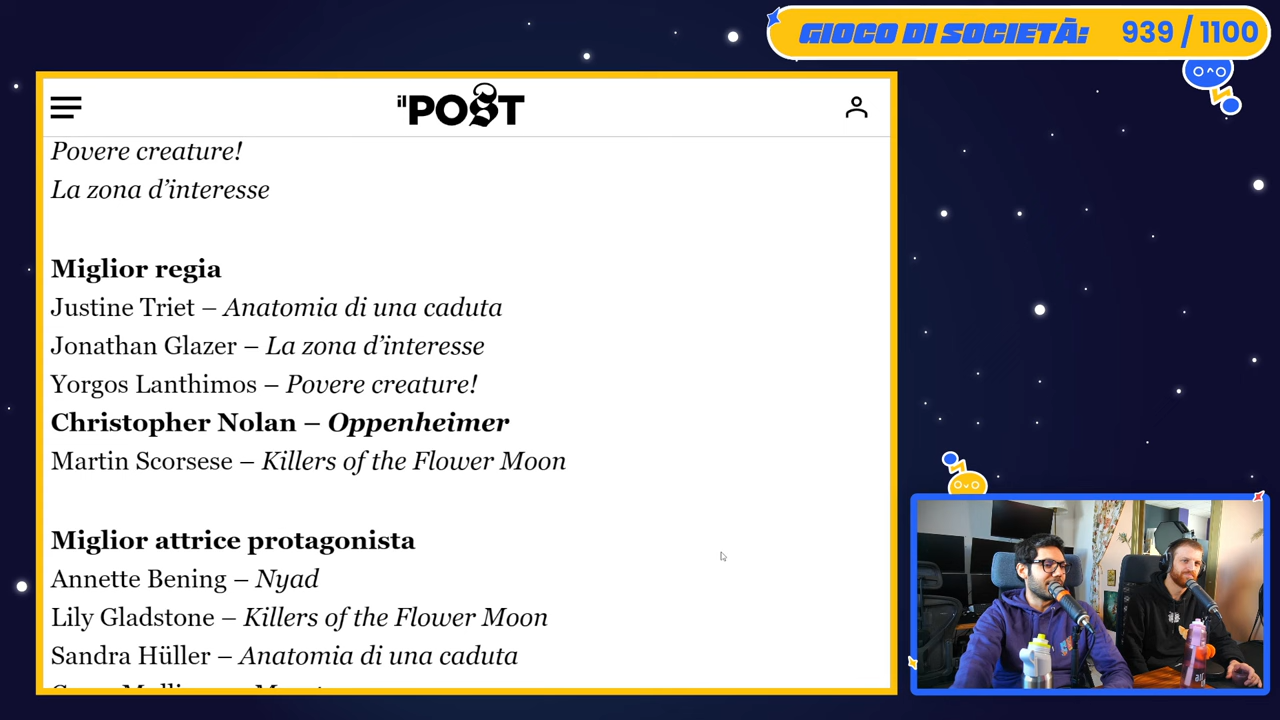 GIOCO DI SOCIETÀ: 939 / 1100
il POST
Povere creature!
La zona d'interesse
Miglior regia
Justine Triet – Anatomia di una caduta
Jonathan Glazer – La zona d'interesse
Yorgos Lanthimos – Povere creature!
Christopher Nolan – Oppenheimer
Martin Scorsese – Killers of the Flower Moon
Miglior attrice protagonista
Annette Bening – Nyad
Lily Gladstone – Killers of the Flower Moon
Sandra Hüller – Anatomia di una caduta